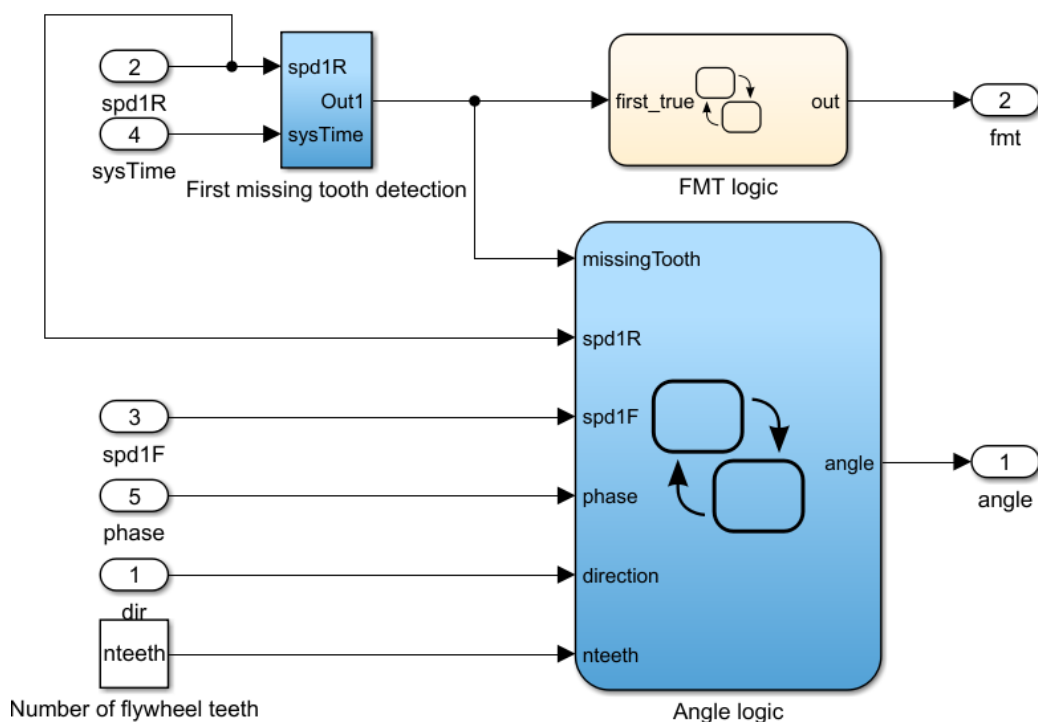 2
spd1R
4
sysTime
spd1R
Out1
sysTime
First missing tooth detection
first_true
out
FMT logic
2
fmt
missingTooth
spd1R
spd1F
phase
direction
nteeth
angle
Angle logic
3
spd1F
5
phase
1
dir
nteeth
Number of flywheel teeth
1
angle